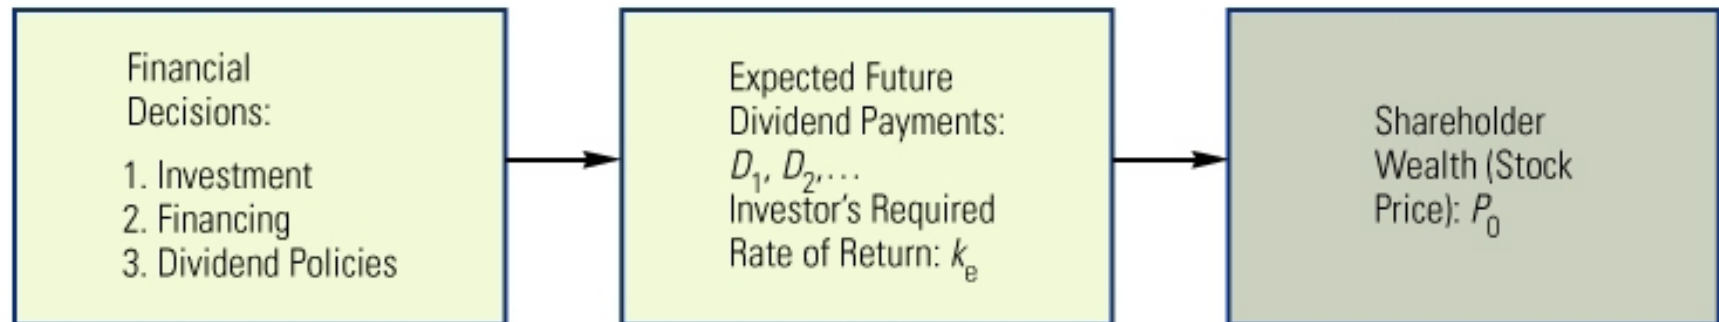 Financial
Decisions:
1. Investment
2. Financing
3. Dividend Policies
Expected Future
Dividend Payments:
D₁, D₂,...
Investor's Required
Rate of Return: kₑ
Shareholder
Wealth (Stock
Price): P₀